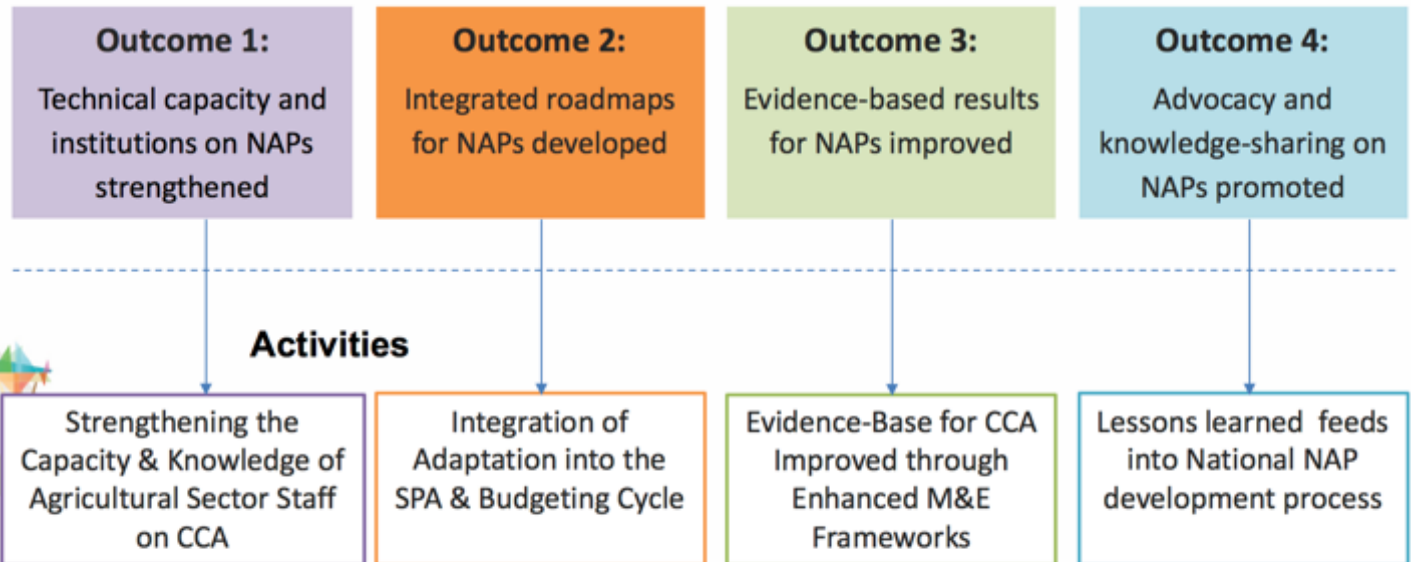 Outcome 1:
Technical capacity and
institutions on NAPs
strengthened
Outcome 2:
Integrated roadmaps
for NAPs developed
Outcome 3:
Evidence-based results
for NAPs improved
Outcome 4:
Advocacy and
knowledge-sharing on
NAPs promoted
Activities
Strengthening the
Capacity & Knowledge of
Agricultural Sector Staff
on CCA
Integration of
Adaptation into the
SPA & Budgeting Cycle
Evidence-Base for CCA
Improved through
Enhanced M&E
Frameworks
Lessons learned feeds
into National NAP
development process